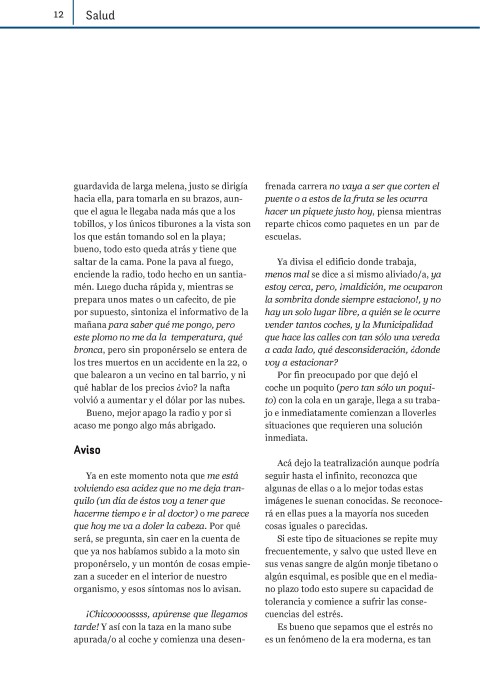 12
Salud
guardavida de larga melena, justo se dirigía
hacia ella, para tomarla en su brazos, aun-
que el agua le llegaba nada más que a los
tobillos, y los únicos tiburones a la vista son
los que están tomando sol en la playa;
bueno, todo esto queda atrás y tiene que
saltar de la cama. Pone la pava al fuego,
enciende la radio, todo hecho en un santia-
mén. Luego ducha rápida y, mientras se
prepara unos mates o un cafecito, de pie
por supuesto, sintoniza el informativo de la
mañana para saber qué me pongo, pero
este plomo no me da la temperatura, qué
bronca, pero sin proponérselo se entera de
los tres muertos en un accidente en la 22, o
que balearon a un vecino en tal barrio, y ni
qué hablar de los precios ¿vio? la nafta
volvió a aumentar y el dólar por las nubes.
Bueno, mejor apago la radio y por si
acaso me pongo algo más abrigado.
Aviso
Ya en este momento nota que me está
volviendo esa acidez que no me deja tran-
quilo (un día de éstos voy a tener que
hacerme tiempo e ir al doctor) o me parece
que hoy me va a doler la cabeza. Por qué
será, se pregunta, sin caer en la cuenta de
que ya nos habíamos subido a la moto sin
proponérselo, y un montón de cosas empie-
zan a suceder en el interior de nuestro
organismo, y esos síntomas nos lo avisan.
¡Chicooooossss, apúrense que llegamos
tarde! Y así con la taza en la mano sube
apurada/o al coche y comienza una desen-
frenada carrera no vaya a ser que corten el
puente o a estos de la fruta se les ocurra
hacer un piquete justo hoy, piensa mientras
reparte chicos como paquetes en un par de
escuelas.
Ya divisa el edificio donde trabaja,
menos mal se dice a si mismo aliviado/a, ya
estoy cerca, pero, ¡maldición, me ocuparon
la sombrita donde siempre estaciono!, y no
hay un solo lugar libre, a quién se le ocurre
vender tantos coches, y la Municipalidad
que hace las calles con tan sólo una vereda
a cada lado, qué desconsideración, ¿donde
voy a estacionar?
Por fin preocupado por que dejó el
coche un poquito (pero tan sólo un poqui-
to) con la cola en un garaje, llega a su traba-
jo e inmediatamente comienzan a lloverles
situaciones que requieren una solución
inmediata.
Acá dejo la teatralización aunque podría
seguir hasta el infinito, reconozca que
algunas de ellas o a lo mejor todas estas
imágenes le suenan conocidas. Se reconoce-
rá en ellas pues a la mayoría nos suceden
cosas iguales o parecidas.
Si este tipo de situaciones se repite muy
frecuentemente, y salvo que usted lleve en
sus venas sangre de algún monje tibetano o
algún esquimal, es posible que en el media-
no plazo todo esto supere su capacidad de
tolerancia y comience a sufrir las conse-
cuencias del estrés.
Es bueno que sepamos que el estrés no
es un fenómeno de la era moderna, es tan